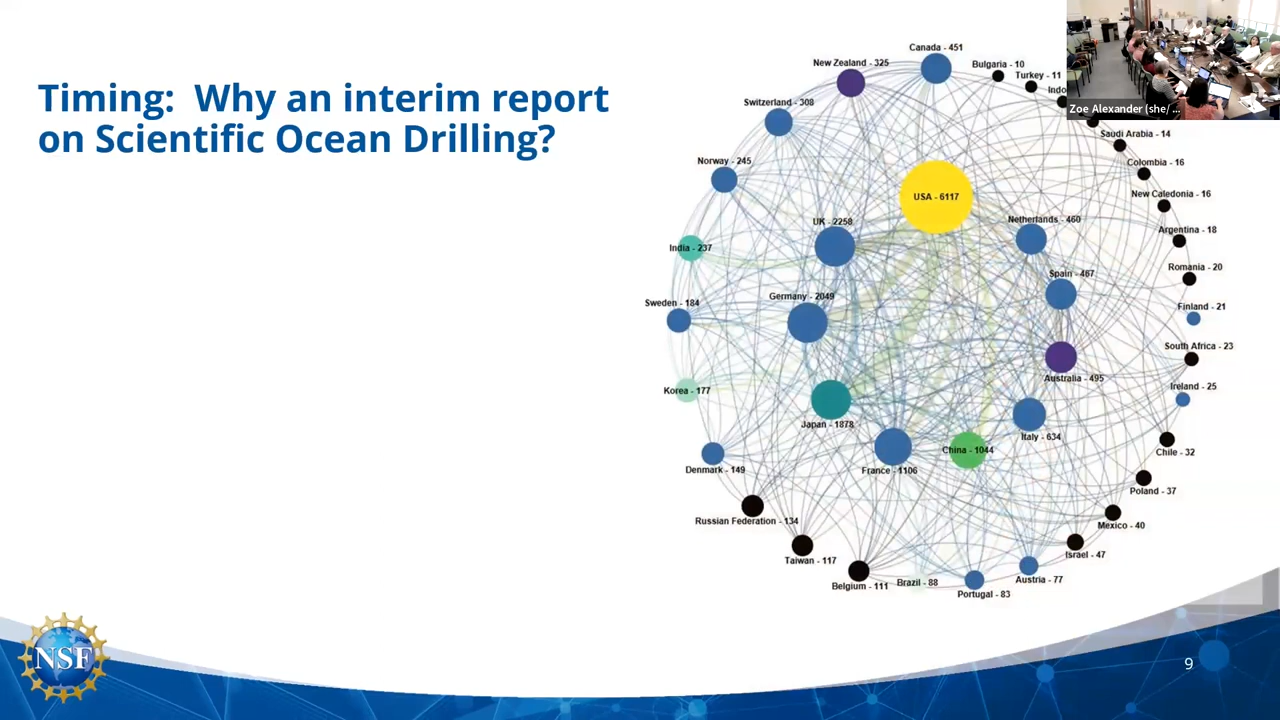 Timing:  Why an interim report
on Scientific Ocean Drilling?
Canada - 451
New Zealand - 325
Bulgaria - 10
Turkey - 11
Indo
Zoe Alexander (she/ ...
Switzerland - 308
Saudi Arabia - 14
Norway - 245
Colombia - 16
New Caledonia - 16
USA - 6117
UK - 2258
Netherlands - 460
Argentina - 18
India - 237
Romania - 20
Spain - 467
Germany - 2049
Sweden - 184
Finland - 21
South Africa - 23
Australia - 495
Ireland - 25
Korea - 177
Japan - 1878
Italy - 634
China - 1044
Chile - 32
France - 1106
Denmark - 149
Poland - 37
Russian Federation - 134
Mexico - 40
Israel - 47
Taiwan - 117
Belgium - 111
Brazil - 88
Austria - 77
Portugal - 83
NSF
9